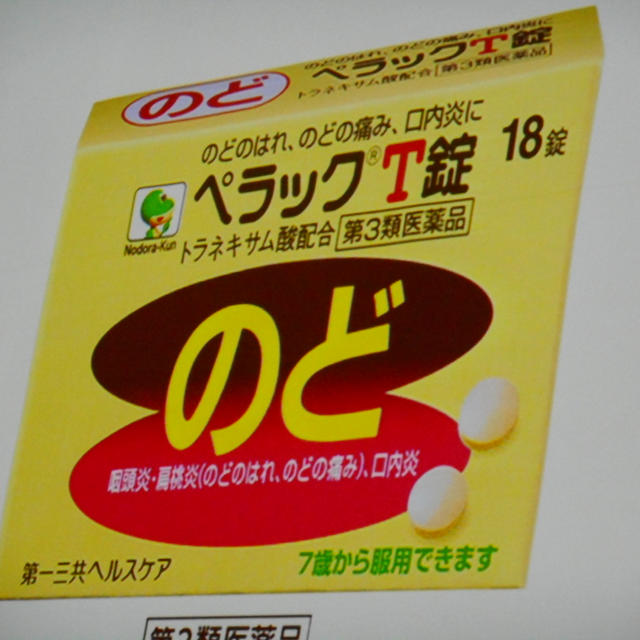 のどのはれ、のどの痛み、口内炎に
のど
ペラックT錠
トラネキサム酸配合 第3類医薬品
のどのはれ、のどの痛み、口内炎に
ペラック®T錠 18錠
Nodora-Kun
トラネキサム酸配合 第3類医薬品
のど
咽頭炎・扁桃炎(のどのはれ、のどの痛み)、口内炎
7歳から服用できます
第一三共ヘルスケア
第3類医薬品